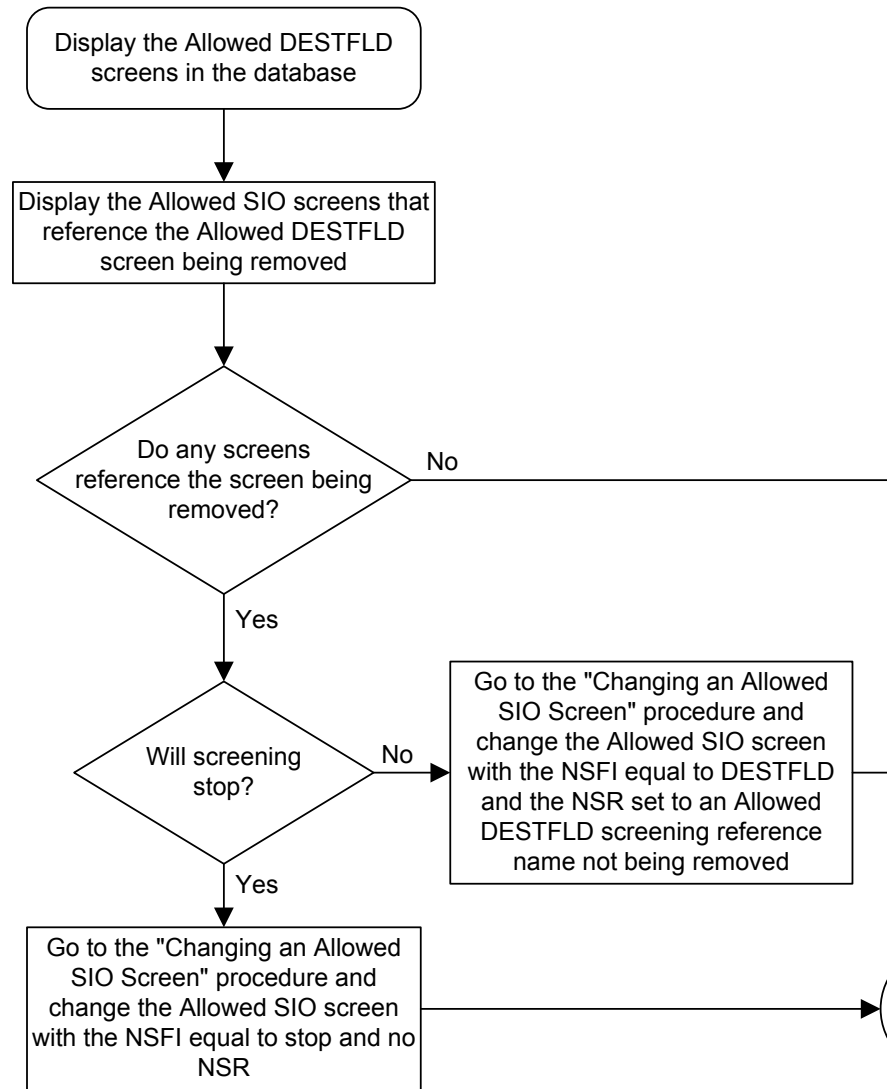 Display the Allowed DESTFLD
screens in the database
Display the Allowed SIO screens that
reference the Allowed DESTFLD
screen being removed
Do any screens
reference the screen being
removed?
No
Yes
Will screening
stop?
No
Go to the "Changing an Allowed
SIO Screen" procedure and
change the Allowed SIO screen
with the NSFI equal to DESTFLD
and the NSR set to an Allowed
DESTFLD screening reference
name not being removed
Yes
Go to the "Changing an Allowed
SIO Screen" procedure and
change the Allowed SIO screen
with the NSFI equal to stop and no
NSR